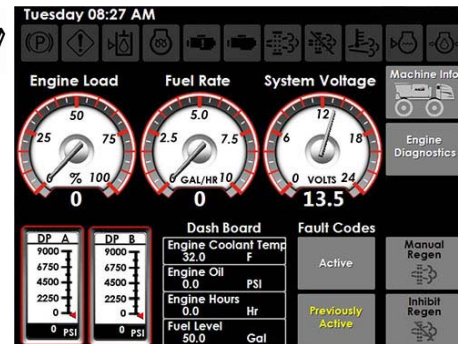 Tuesday 08:27 AM
Engine Load
50
25
75
0
%
100
0
Fuel Rate
5.0
2.5
7.5
0
GAL/HR
10
0
System Voltage
12
6
18
0
VOLTS
24
13.5
Machine Info
Engine
Diagnostics
DP A
9000
6750
4500
2250
0
0 PSI
DP B
9000
6750
4500
2250
0
0 PSI
Dash Board
Engine Coolant Temp
32.0 F
Engine Oil
0.0 PSI
Engine Hours
0.0 Hr
Fuel Level
50.0 Gal
Fault Codes
Active
Previously
Active
Manual
Regen
Inhibit
Regen